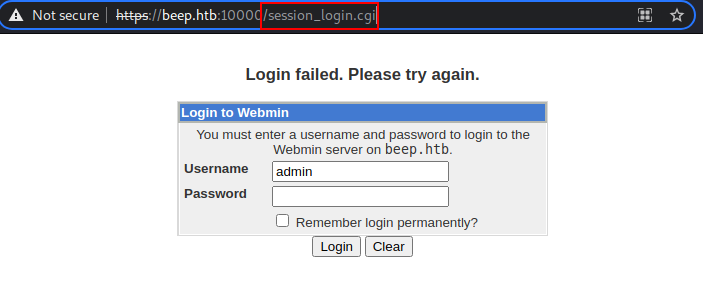 Not secure https://beep.htb:10000/session_login.cgi
Login failed. Please try again.
Login to Webmin
You must enter a username and password to login to the
Webmin server on beep.htb.
Username admin
Password
Remember login permanently?
Login Clear